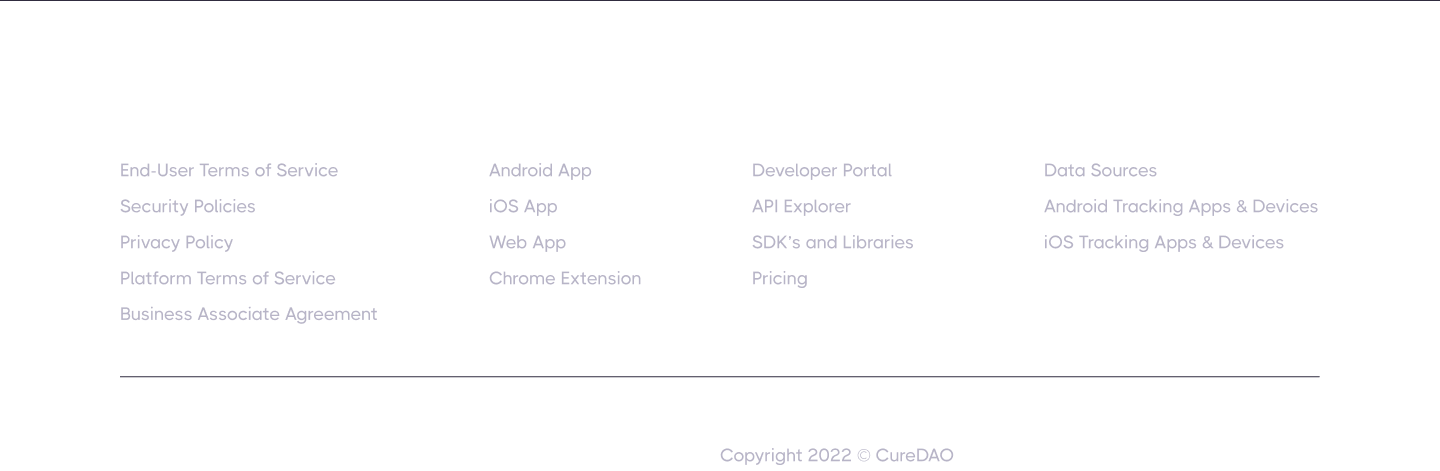 End-User Terms of Service
Security Policies
Privacy Policy
Platform Terms of Service
Business Associate Agreement
Android App
iOS App
Web App
Chrome Extension
Developer Portal
API Explorer
SDK's and Libraries
Pricing
Data Sources
Android Tracking Apps & Devices
iOS Tracking Apps & Devices
Copyright 2022 © CureDAO